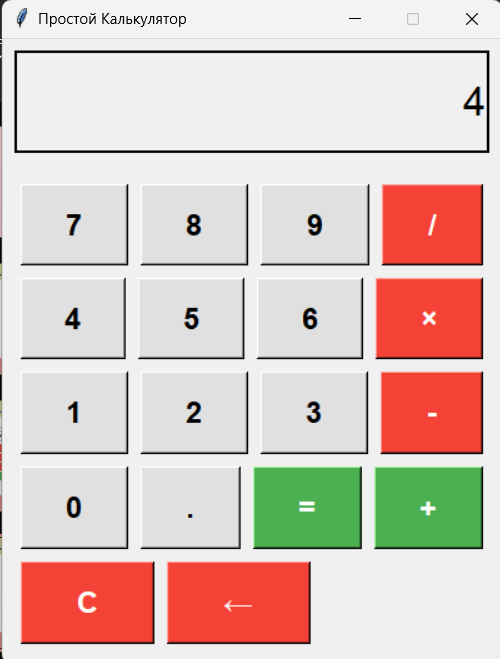 Простой Калькулятор
4
7 8 9 /
4 5 6 ×
1 2 3 -
0 . = +
C ←